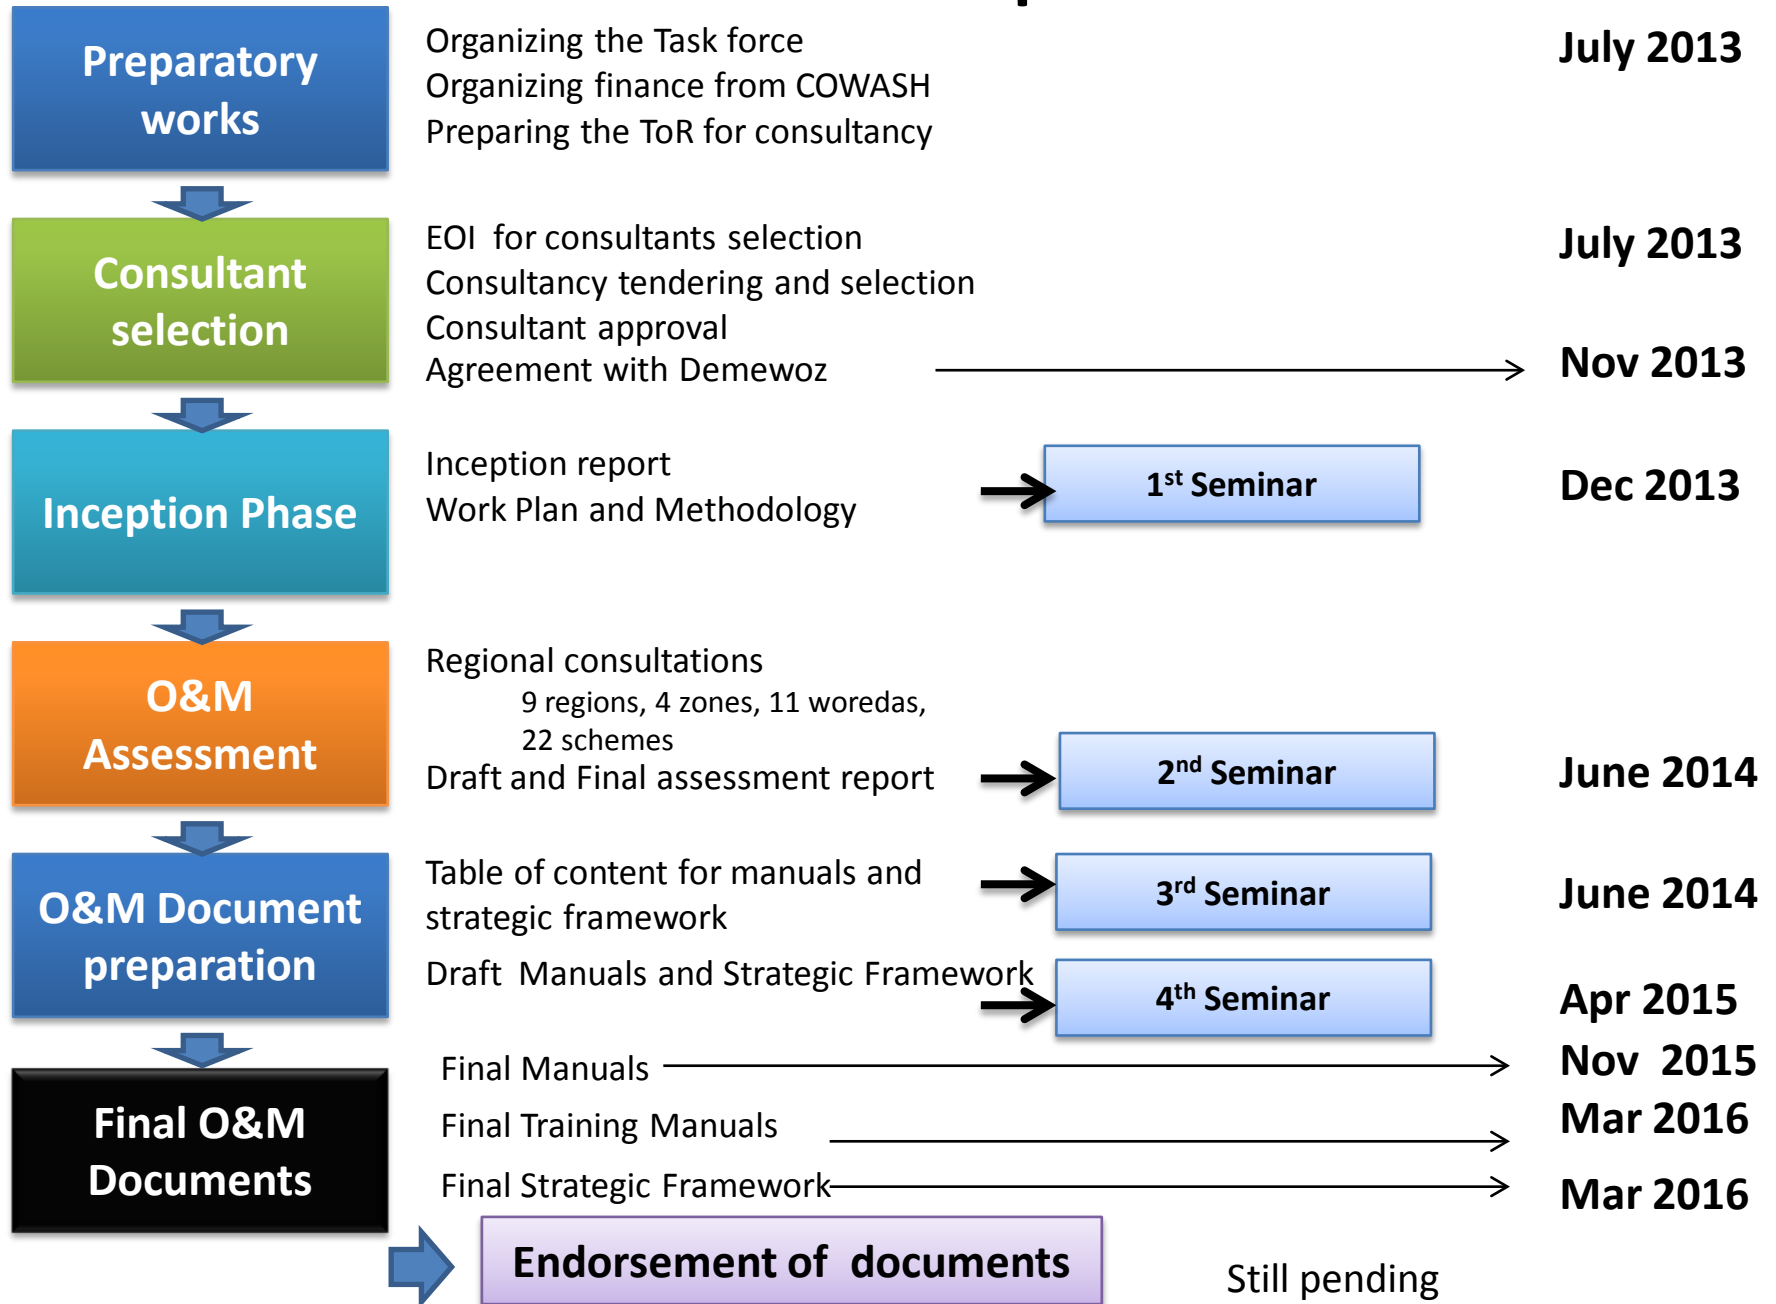 Preparatory
works
Organizing the Task force
Organizing finance from COWASH
Preparing the ToR for consultancy
July 2013
Consultant
selection
EOI for consultants selection
Consultancy tendering and selection
Consultant approval
Agreement with Demewoz
July 2013
Nov 2013
Inception Phase
Inception report
Work Plan and Methodology
1st Seminar
Dec 2013
O&M
Assessment
Regional consultations
9 regions, 4 zones, 11 woredas,
22 schemes
Draft and Final assessment report
2nd Seminar
June 2014
O&M Document
preparation
Table of content for manuals and
strategic framework
3rd Seminar
June 2014
Draft Manuals and Strategic Framework
4th Seminar
Apr 2015
Final O&M
Documents
Final Manuals
Nov 2015
Final Training Manuals
Mar 2016
Final Strategic Framework
Mar 2016
Endorsement of documents
Still pending